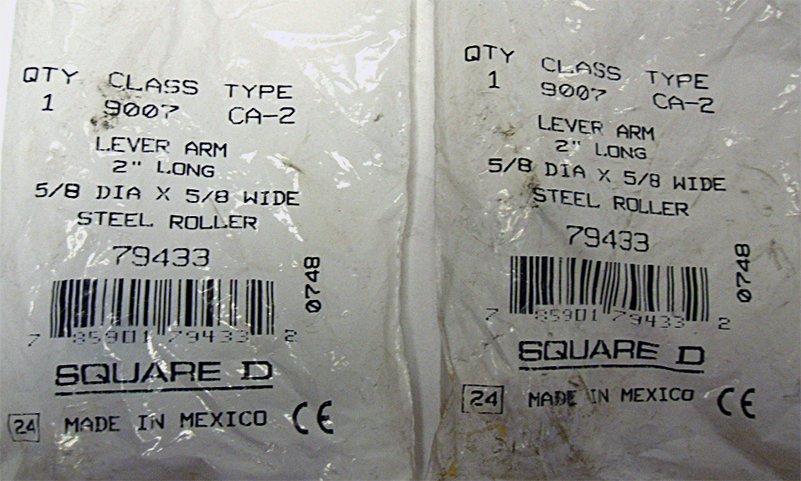 QTY CLASS TYPE
1 9007 CA-2
LEVER ARM
2" LONG
5/8 DIA X 5/8 WIDE
STEEL ROLLER
79433
0748
7 85901 79433 2
SQUARE D
24 MADE IN MEXICO CE
QTY CLASS TYPE
1 9007 CA-2
LEVER ARM
2" LONG
5/8 DIA X 5/8 WIDE
STEEL ROLLER
79433
0748
7 85901 79433 2
SQUARE D
24 MADE IN MEXICO CE